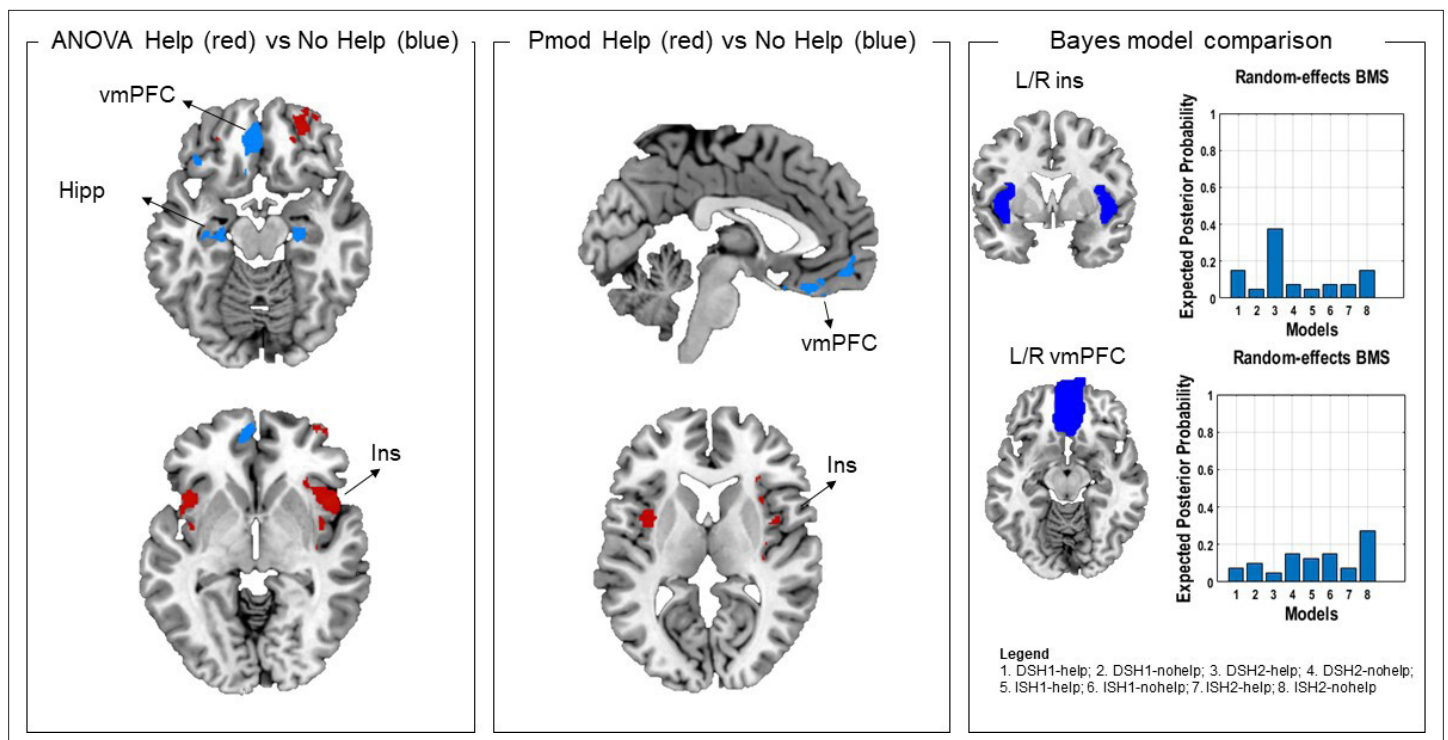 ANOVA Help (red) vs No Help (blue)
vmPFC
Hipp
Ins
Pmod Help (red) vs No Help (blue)
vmPFC
Ins
Bayes model comparison
L/R ins
Random-effects BMS
Expected Posterior Probability
1
0.8
0.6
0.4
0.2
0
1 2 3 4 5 6 7 8
Models
L/R vmPFC
Random-effects BMS
Expected Posterior Probability
1
0.8
0.6
0.4
0.2
0
1 2 3 4 5 6 7 8
Models
Legend
1. DSH1-help; 2. DSH1-nohelp; 3. DSH2-help; 4. DSH2-nohelp;
5. ISH1-help; 6. ISH1-nohelp; 7. ISH2-help; 8. ISH2-nohelp